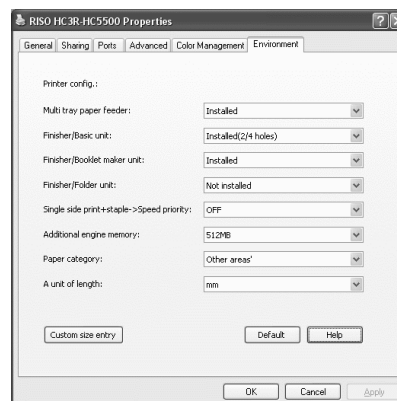 RISO HC3R-HC5500 Properties
General Sharing Ports Advanced Color Management Environment
Printer config.:
Multi tray paper feeder: Installed
Finisher/Basic unit: Installed(2/4 holes)
Finisher/Booklet maker unit: Installed
Finisher/Folder unit: Not installed
Single side print+staple->Speed priority: OFF
Additional engine memory: 512MB
Paper category: Other areas'
A unit of length: mm
Custom size entry Default Help
OK Cancel Apply